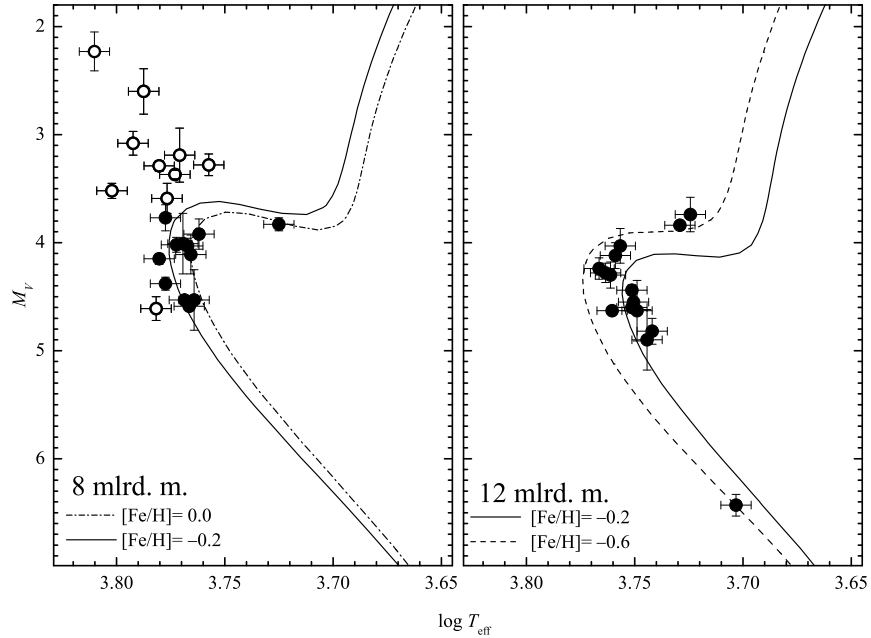 2
3
4
5
6
M_V
8 mlrd. m.
[Fe/H]= 0.0
[Fe/H]= –0.2
12 mlrd. m.
[Fe/H]= –0.2
[Fe/H]= –0.6
3.80 3.75 3.70 3.65
3.80 3.75 3.70 3.65
log T_eff